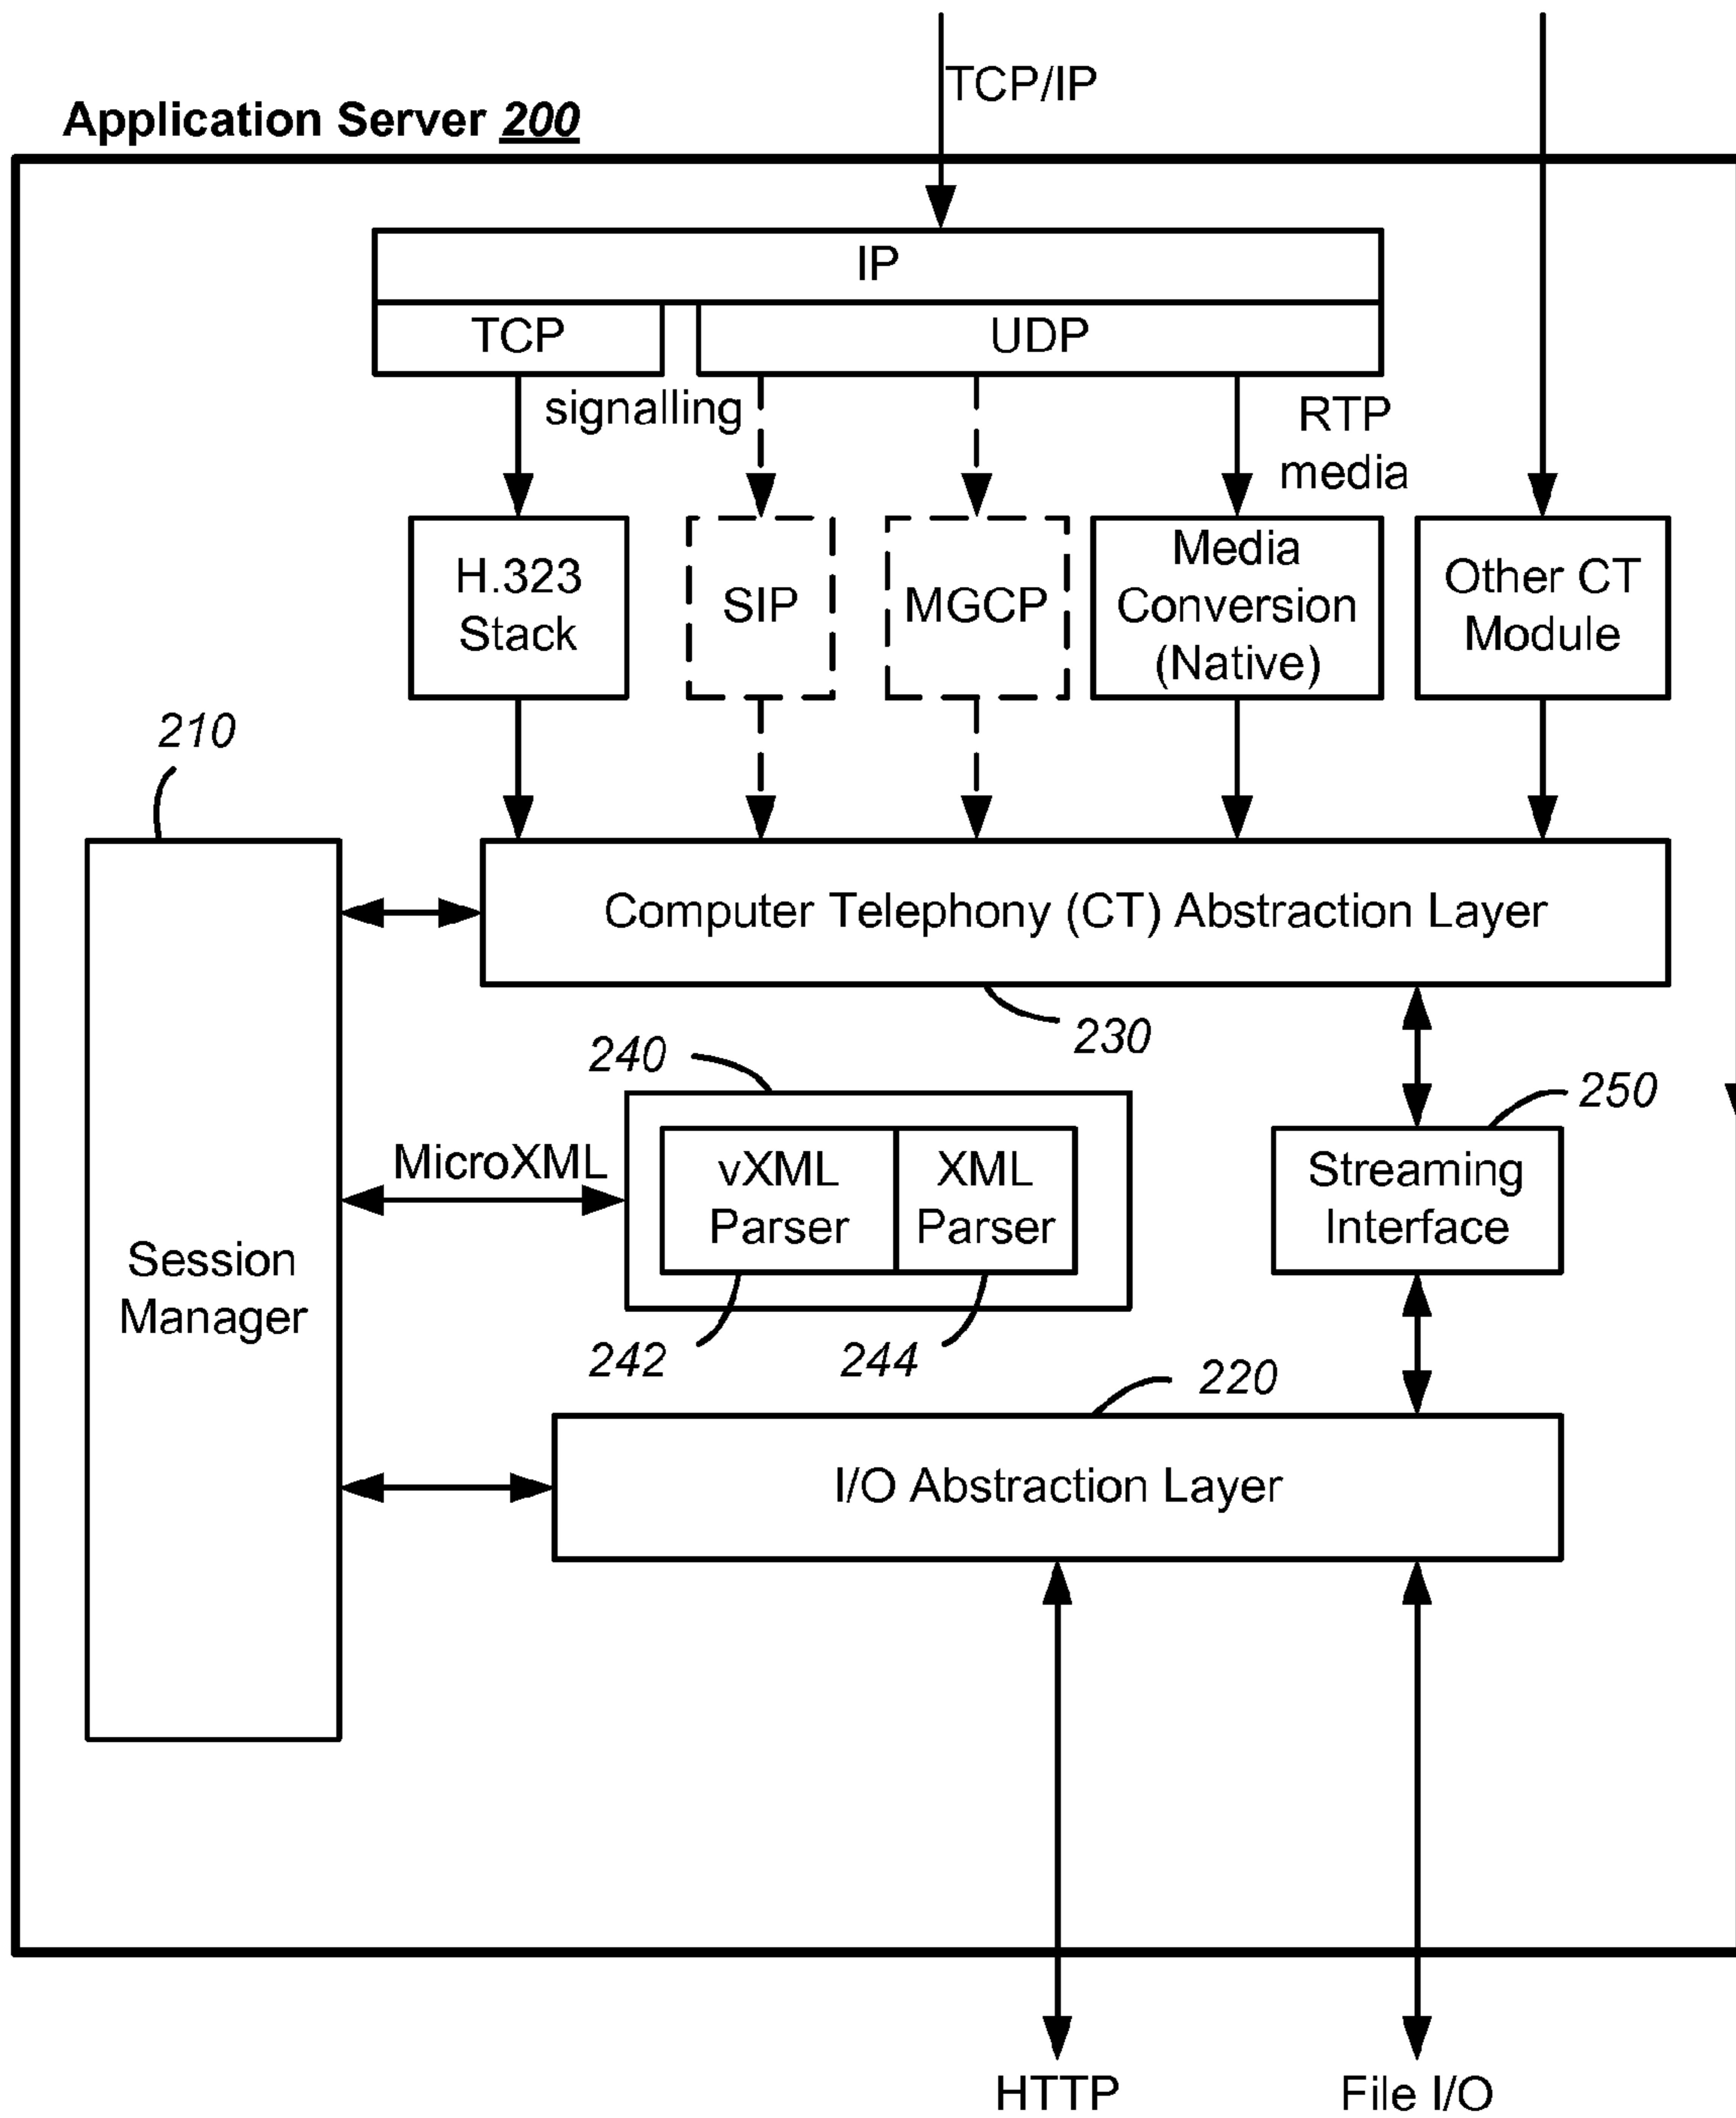 TCP/IP
Application Server 200
IP
TCP
UDP
signalling
RTP
media
H.323
Stack
SIP
MGCP
Media
Conversion
(Native)
Other CT
Module
210
Computer Telephony (CT) Abstraction Layer
230
240
250
MicroXML
vXML
Parser
XML
Parser
Streaming
Interface
Session
Manager
242
244
220
I/O Abstraction Layer
HTTP
File I/O